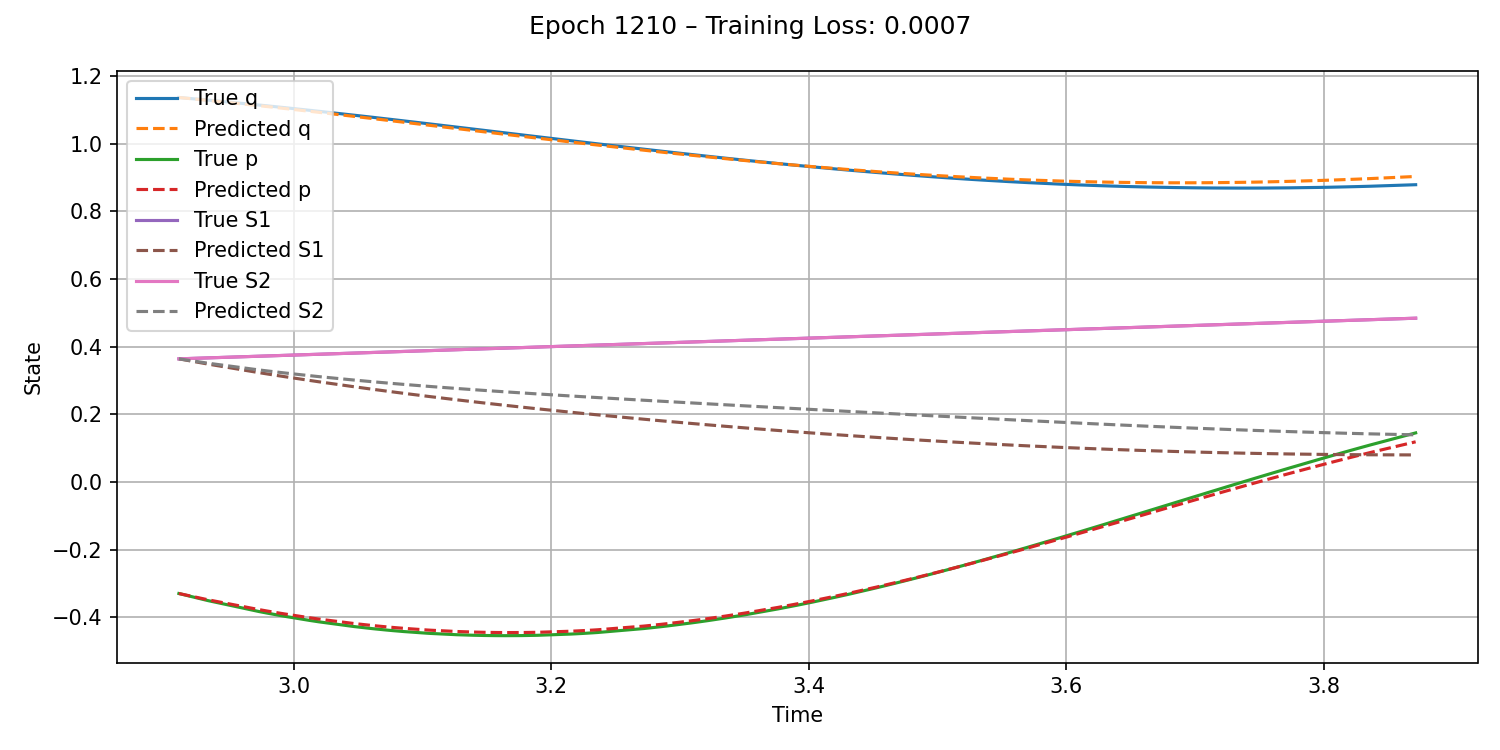 Epoch 1210 – Training Loss: 0.0007
1.2
1.0
0.8
0.6
0.4
0.2
0.0
−0.2
−0.4
State
True q
Predicted q
True p
Predicted p
True S1
Predicted S1
True S2
Predicted S2
3.0 3.2 3.4 3.6 3.8
Time